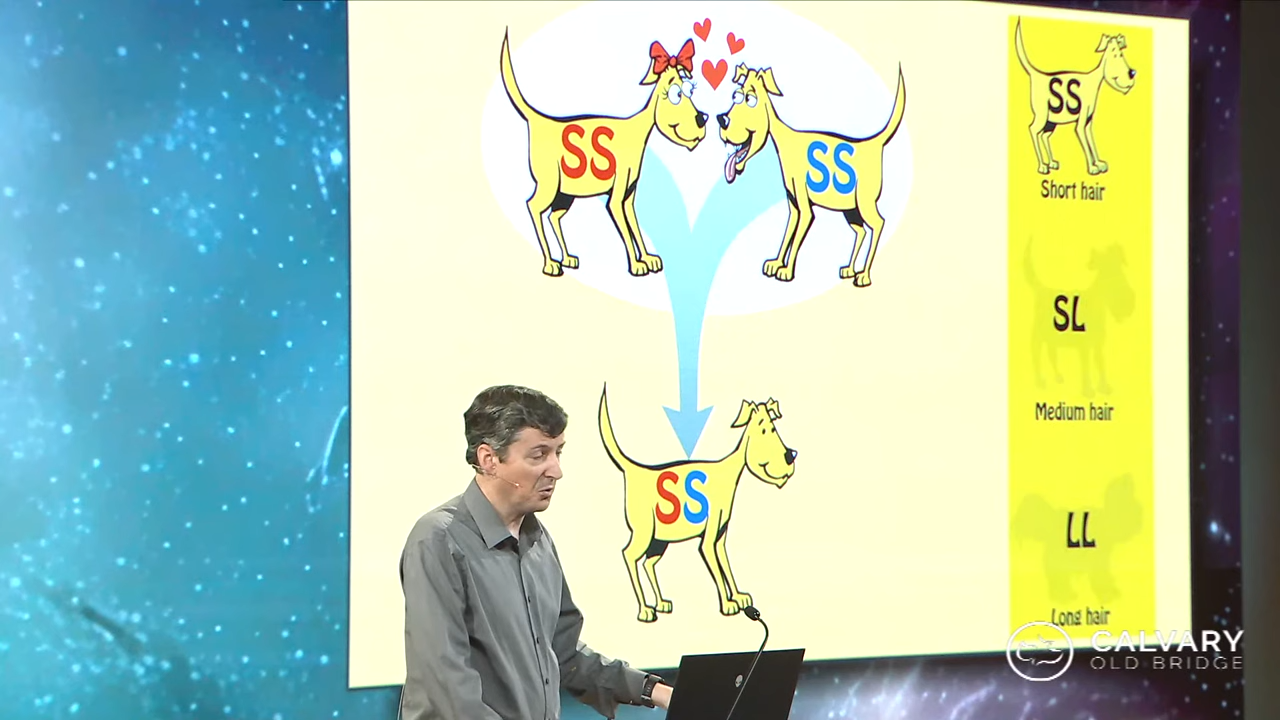 SS
SS
SS
Short hair
SL
Medium hair
SS
LL
Long hair
CALVARY
OLD BRIDGE